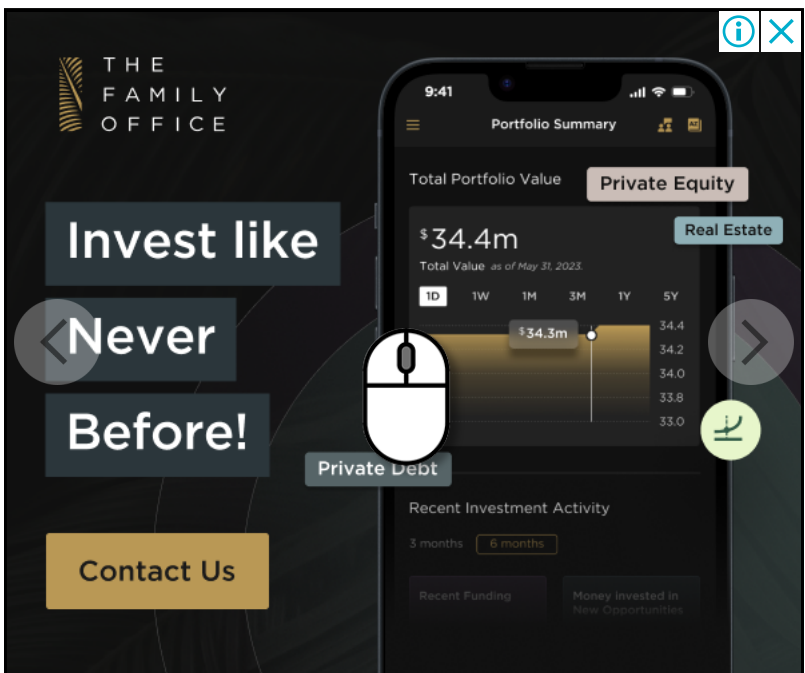 THE
FAMILY
OFFICE
Invest like
Never
Before!
Contact Us
9:41
Portfolio Summary
Total Portfolio Value
Private Equity
Real Estate
$34.4m
Total Value as of May 31, 2023.
1D 1W 1M 3M 1Y 5Y
$34.3m
34.4
34.2
34.0
33.8
33.0
Private Debt
Recent Investment Activity
3 months 6 months
Recent Funding
Money invested in
New Opportunities